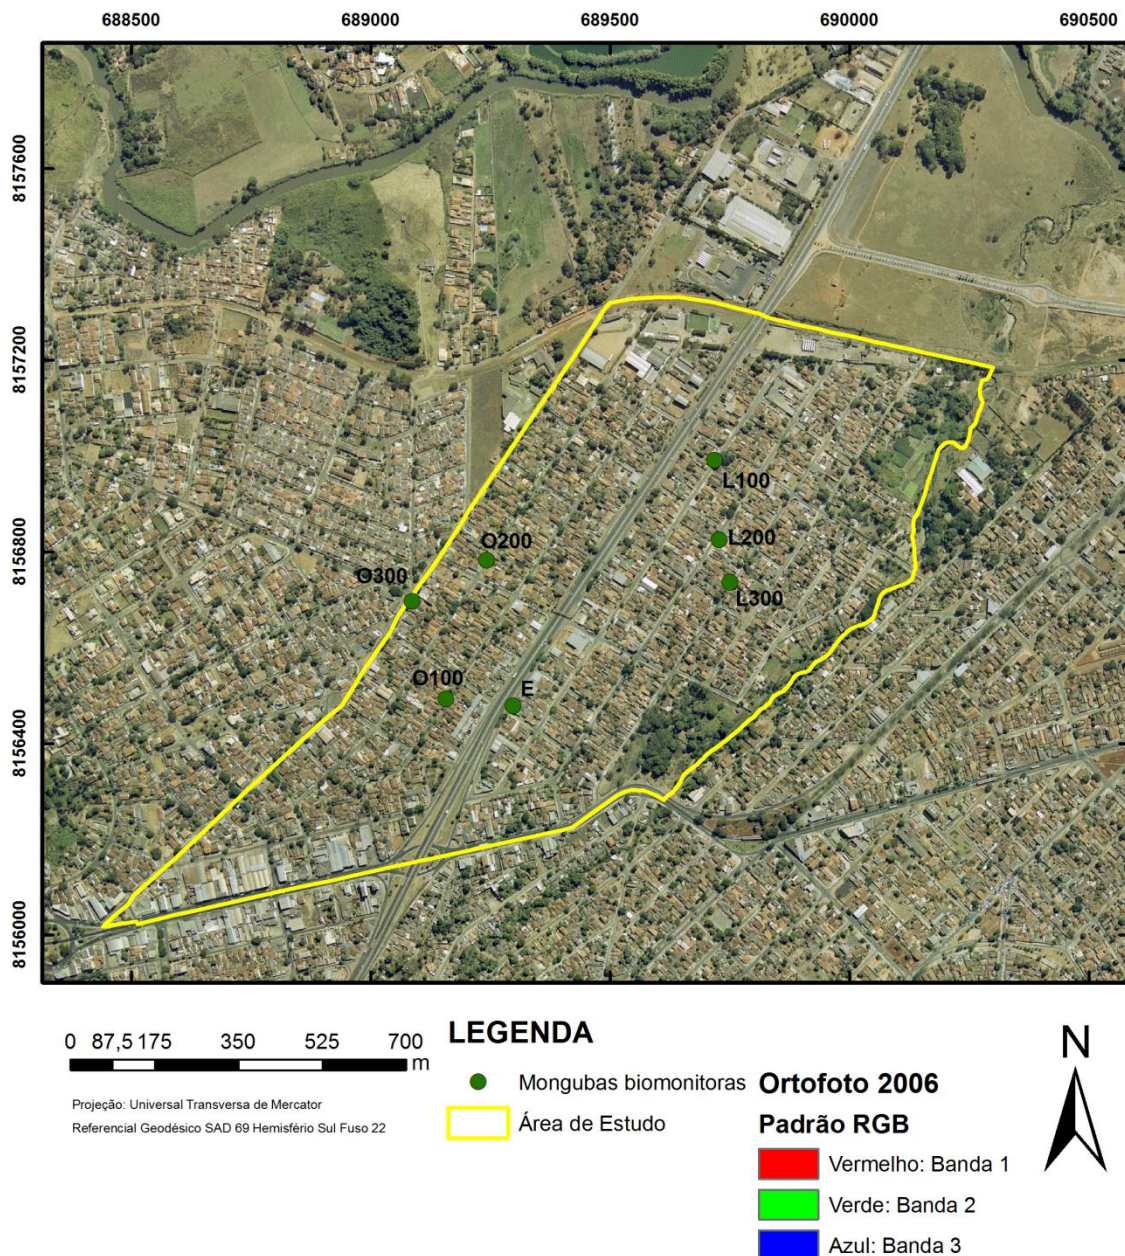 688500 689000 689500 690000 690500
8157600
8157200
8156800
8156400
8156000
L100
L200
L300
O200
O300
O100
E
0 87,5 175 350 525 700
m
Projeção: Universal Transversa de Mercator
Referencial Geodésico SAD 69 Hemisfério Sul Fuso 22
LEGENDA
Mongubas biomonitoras
Área de Estudo
Ortofoto 2006
Padrão RGB
Vermelho: Banda 1
Verde: Banda 2
Azul: Banda 3
N